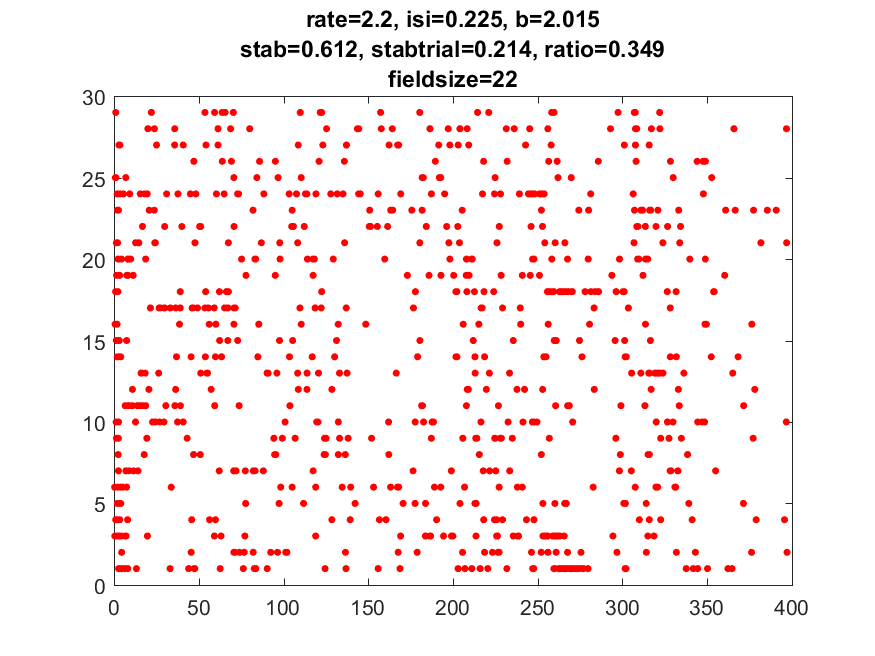 rate=2.2, isi=0.225, b=2.015
stab=0.612, stabtrial=0.214, ratio=0.349
fieldsize=22
30
25
20
15
10
5
0
0 50 100 150 200 250 300 350 400